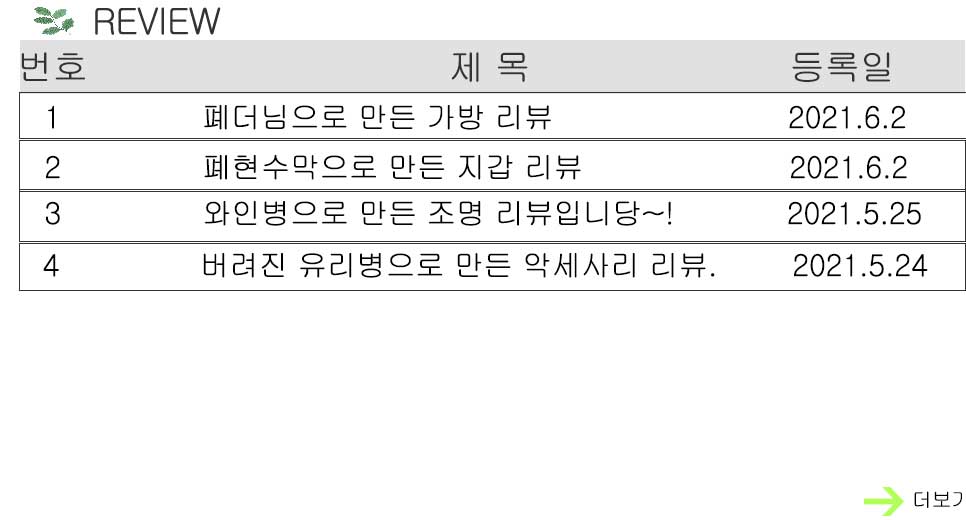 REVIEW
번호 제 목 등록일
1 폐더님으로 만든 가방 리뷰 2021.6.2
2 폐현수막으로 만든 지갑 리뷰 2021.6.2
3 와인병으로 만든 조명 리뷰입니당~! 2021.5.25
4 버려진 유리병으로 만든 악세사리 리뷰. 2021.5.24
더보기